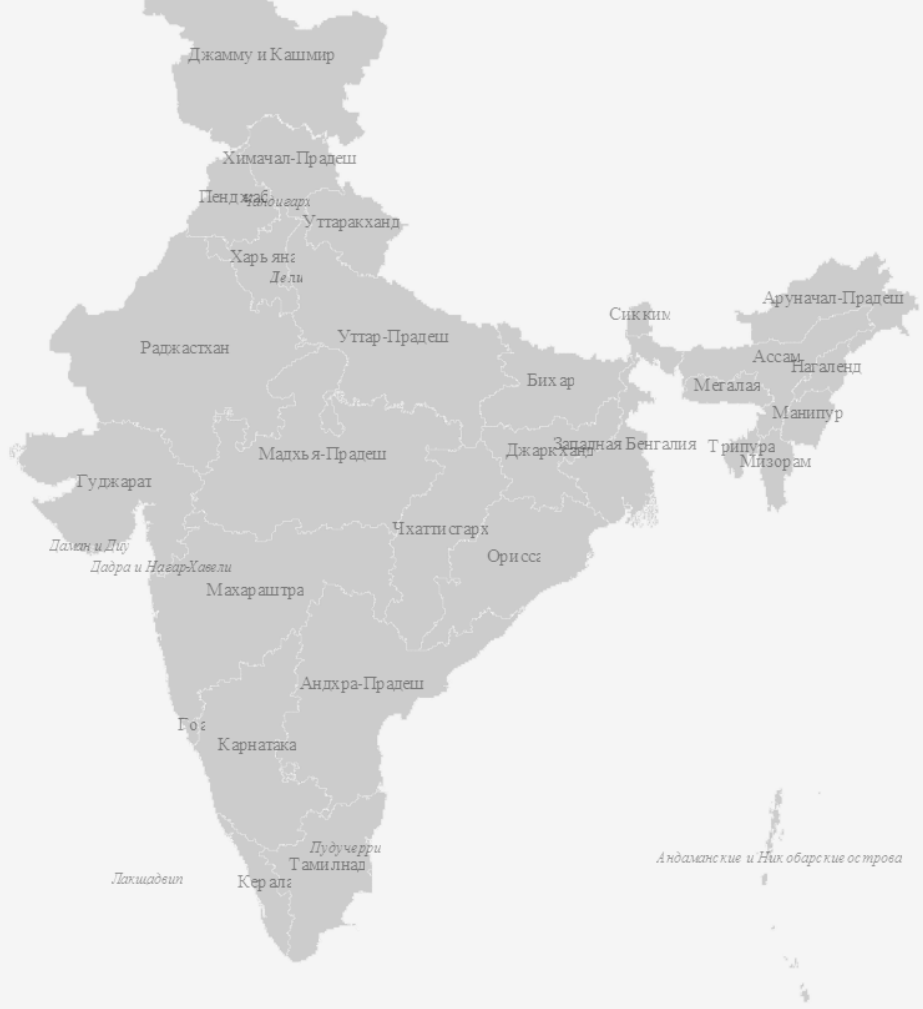 Джамму и Кашмир
Химачал-Прадеш
Пенджаб
Чандигарх
Уттаракханд
Харьяна
Дели
Аруначал-Прадеш
Сикким
Уттар-Прадеш
Раджастхан
Ассам
Нагаленд
Бихар
Мегалая
Манипур
Западная Бенгалия
Джаркханд
Трипура
Мадхья-Прадеш
Мизорам
Гуджарат
Чхаттисгарх
Даман и Диу
Орисса
Дадра и Нагар-Хавели
Махараштра
Андхра-Прадеш
Гоа
Карнатака
Пудучерри
Андаманские и Никобарские острова
Тамилнад
Лакшадвип
Керала